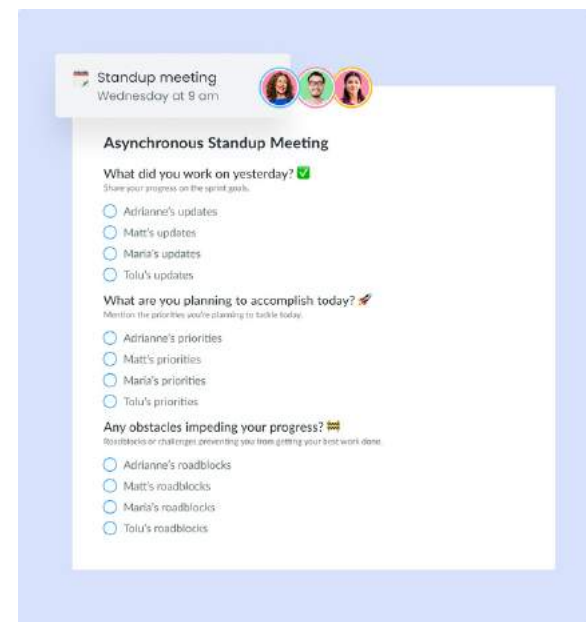 Standup meeting
Wednesday at 9 am
Asynchronous Standup Meeting
What did you work on yesterday? ✅
Share your progress on the sprint goals.
Adrianne's updates
Matt's updates
Maria's updates
Tolu's updates
What are you planning to accomplish today? 🚀
Mention the priorities you're planning to tackle today.
Adrianne's priorities
Matt's priorities
Maria's priorities
Tolu's priorities
Any obstacles impeding your progress? 🚧
Roadblocks or challenges preventing you from getting your best work done.
Adrianne's roadblocks
Matt's roadblocks
Maria's roadblocks
Tolu's roadblocks